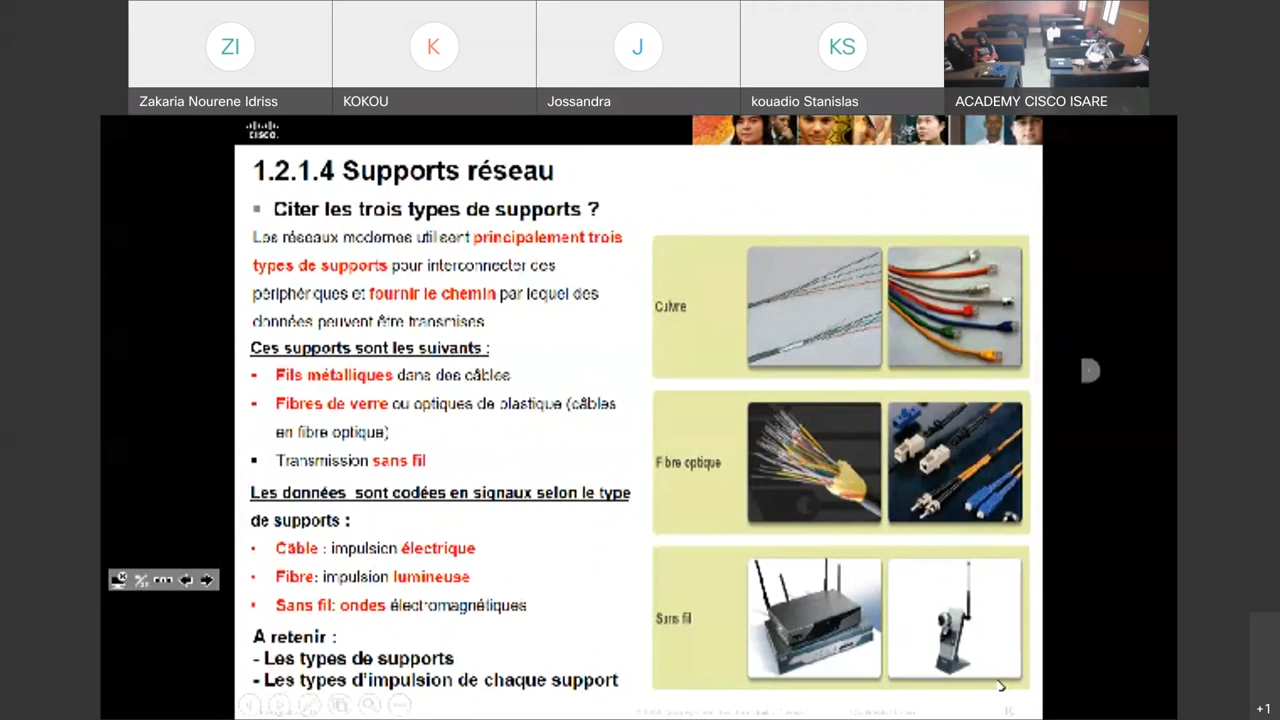 ZI
K
J
KS
Zakaria Nourene Idriss
KOKOU
Jossandra
kouadio Stanislas
ACADEMY CISCO ISARE
CISCO.
1.2.1.4 Supports réseau
Citer les trois types de supports ?
Les réseaux modernes utilisent principalement trois
types de supports pour interconnecter des
périphériques et fournir le chemin par lequel des
données peuvent être transmises
Ces supports sont les suivants :
Fils métalliques dans des câbles
Fibres de verre ou optiques de plastique (câbles
en fibre optique)
Transmission sans fil
Les données sont codées en signaux selon le type
de supports :
Câble : impulsion électrique
Fibre: impulsion lumineuse
Sans fil: ondes électromagnétiques
A retenir :
- Les types de supports
- Les types d'impulsion de chaque support
Cuivre
Fibre optique
Sans fil
+1